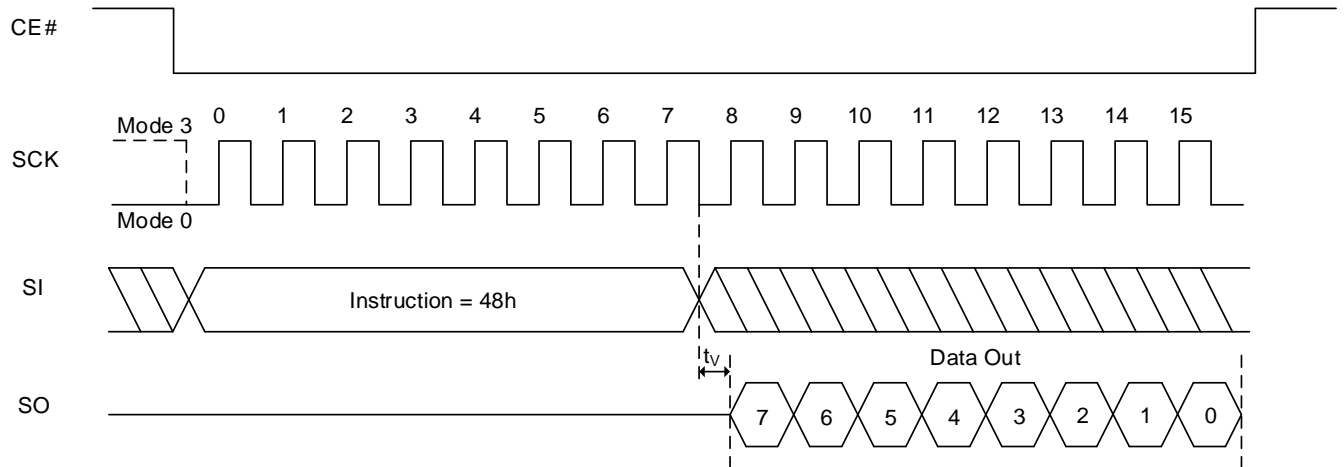 CE#
0 1 2 3 4 5 6 7 8 9 10 11 12 13 14 15
Mode 3
SCK
Mode 0
SI
Instruction = 48h
tV
Data Out
SO
7 6 5 4 3 2 1 0